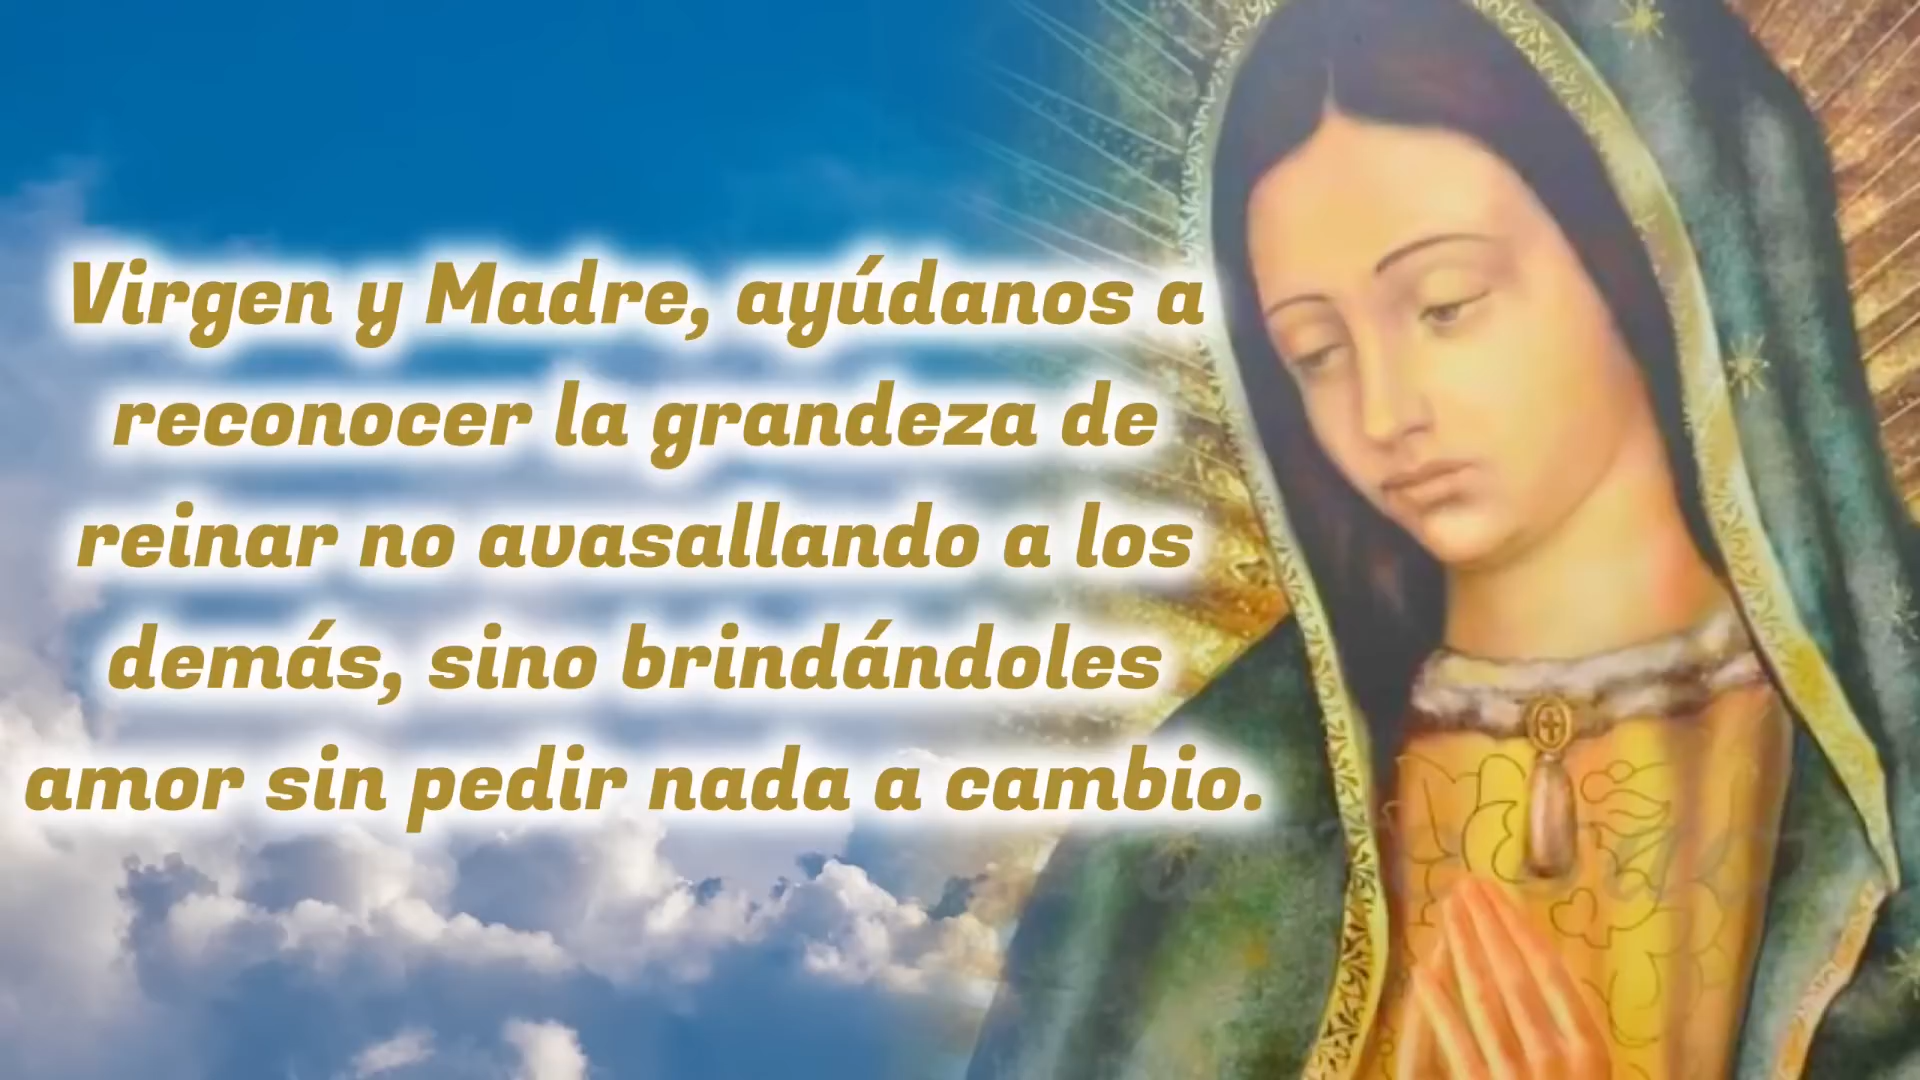 Virgen y Madre, ayúdanos a
reconocer la grandeza de
reinar no avasallando a los
demás, sino brindándoles
amor sin pedir nada a cambio.